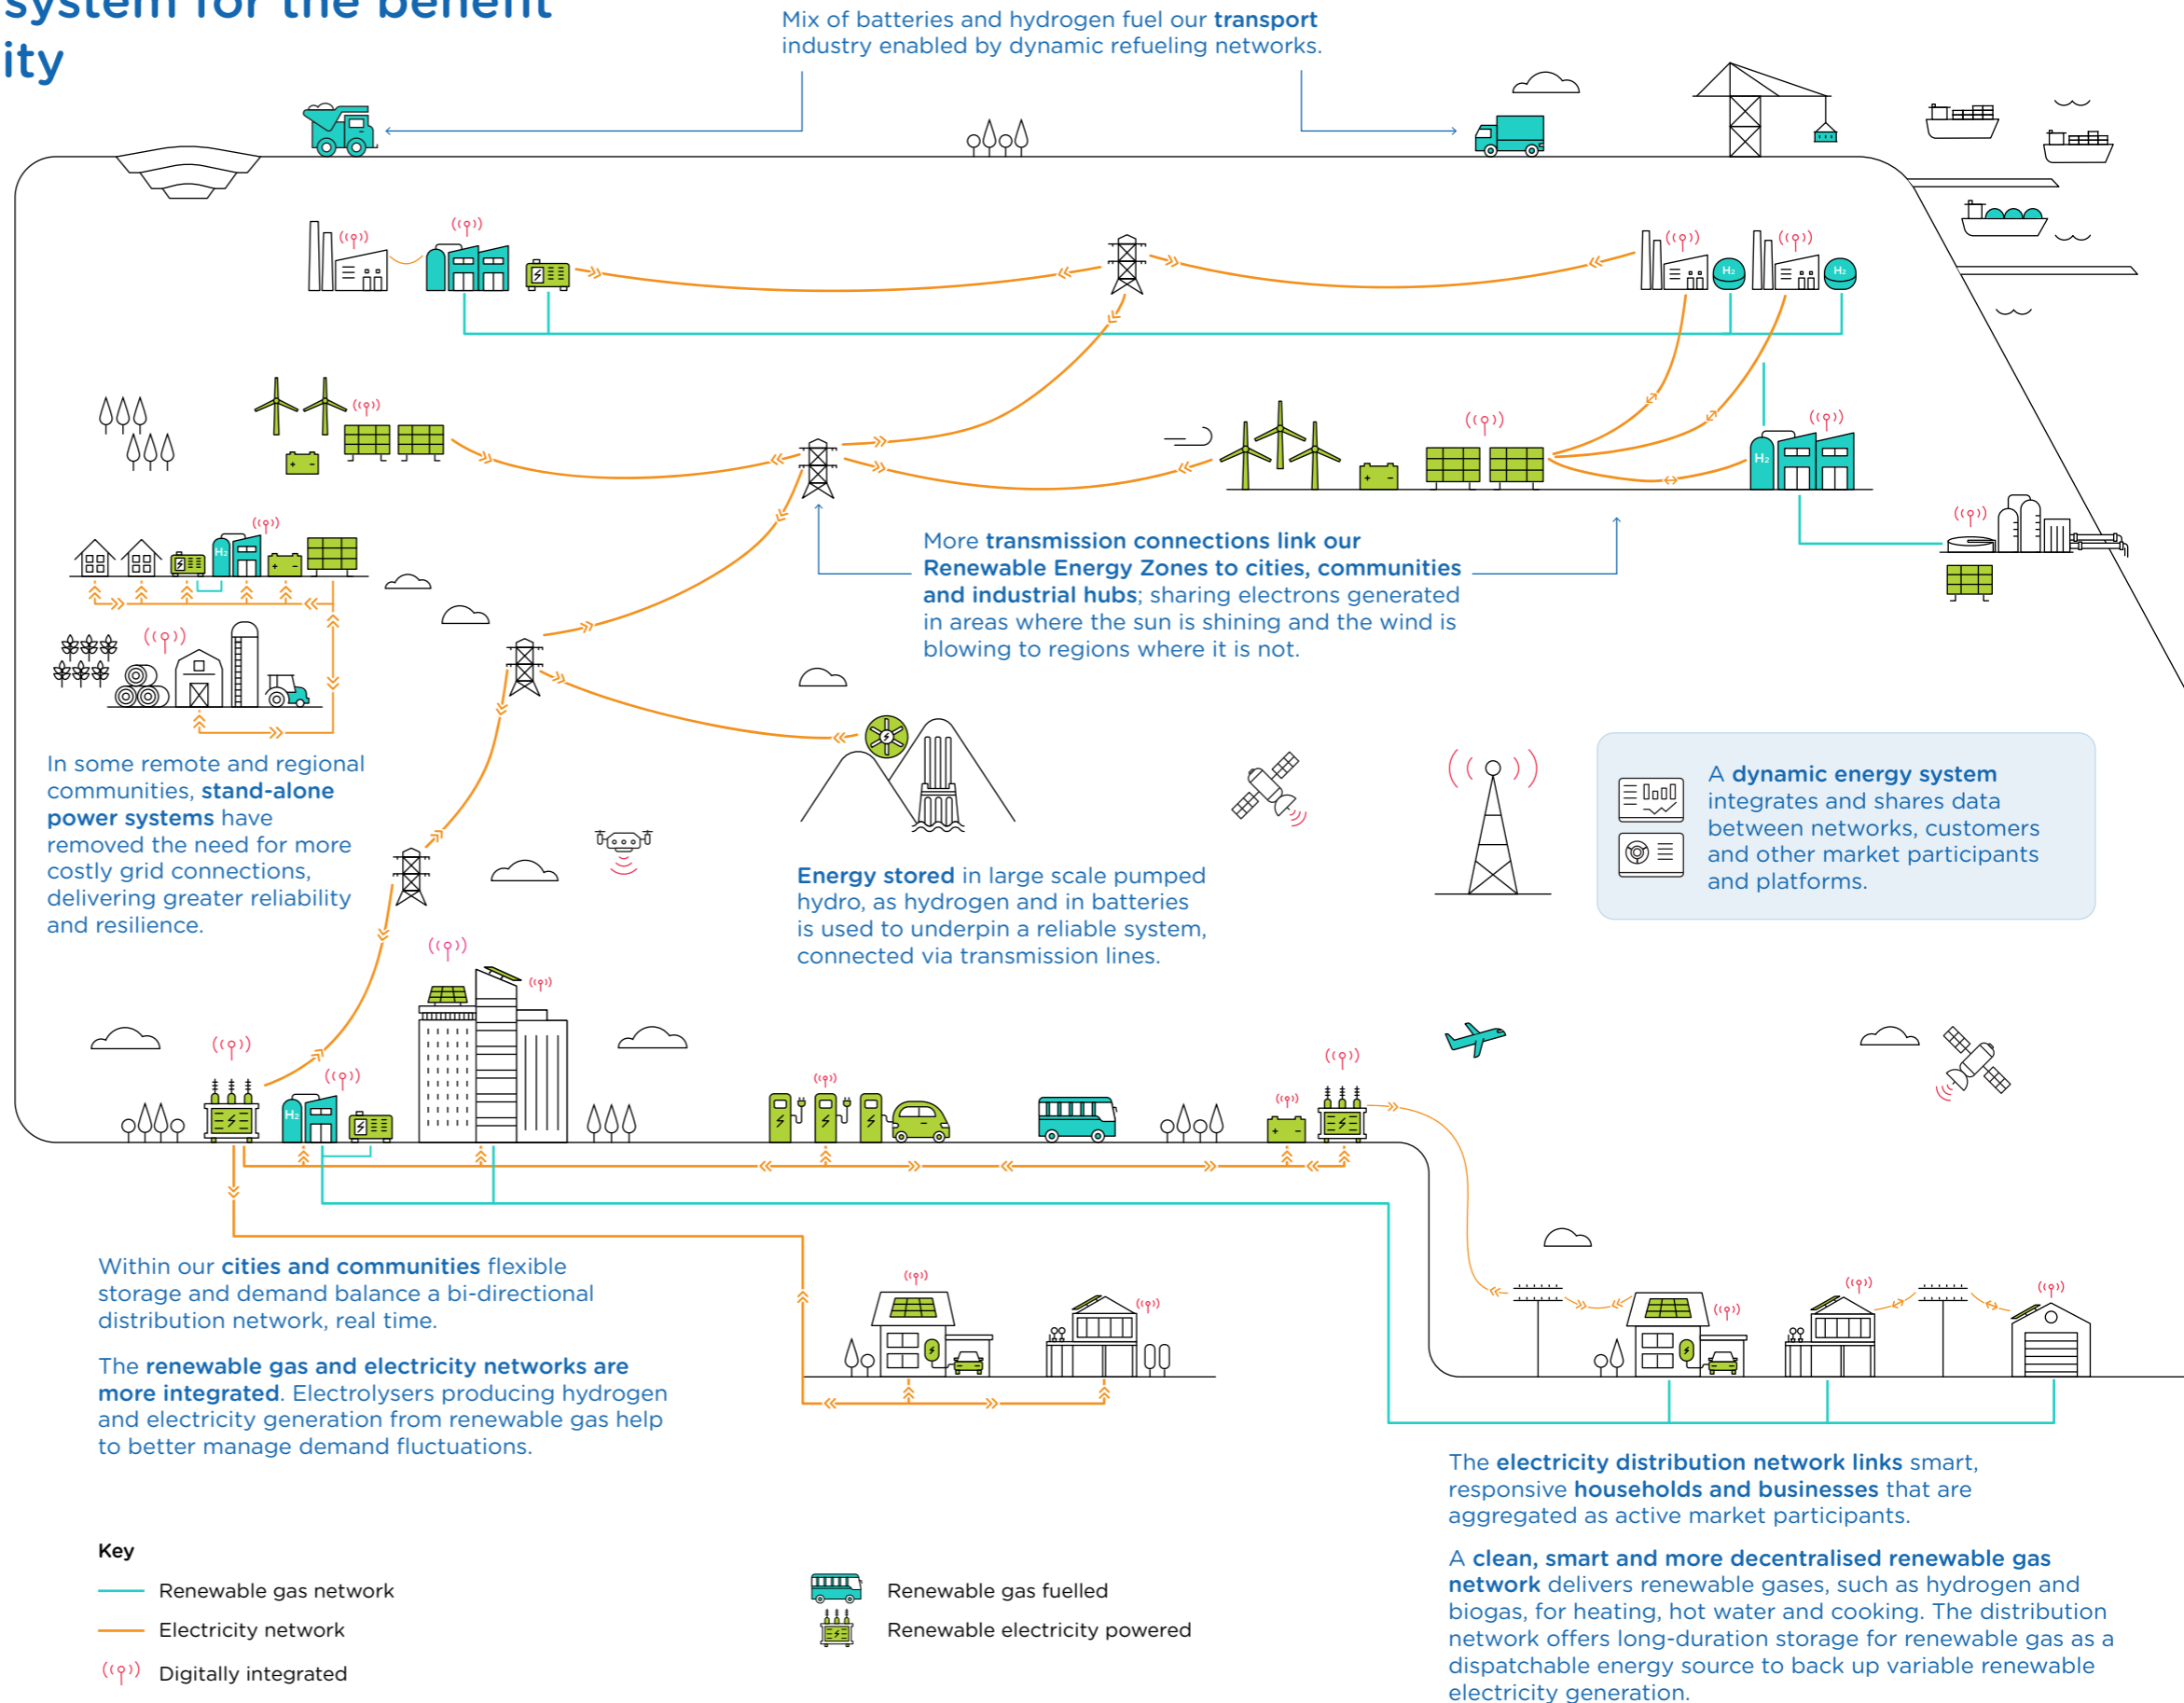 system for the benefit
ity
Mix of batteries and hydrogen fuel our transport
industry enabled by dynamic refueling networks.
H₂
H₂
H₂
H₂
More transmission connections link our
Renewable Energy Zones to cities, communities
and industrial hubs; sharing electrons generated
in areas where the sun is shining and the wind is
blowing to regions where it is not.
In some remote and regional
communities, stand-alone
power systems have
removed the need for more
costly grid connections,
delivering greater reliability
and resilience.
A dynamic energy system
integrates and shares data
between networks, customers
and other market participants
and platforms.
Energy stored in large scale pumped
hydro, as hydrogen and in batteries
is used to underpin a reliable system,
connected via transmission lines.
H₂
Within our cities and communities flexible
storage and demand balance a bi-directional
distribution network, real time.
The renewable gas and electricity networks are
more integrated. Electrolysers producing hydrogen
and electricity generation from renewable gas help
to better manage demand fluctuations.
The electricity distribution network links smart,
responsive households and businesses that are
aggregated as active market participants.
A clean, smart and more decentralised renewable gas
network delivers renewable gases, such as hydrogen and
biogas, for heating, hot water and cooking. The distribution
network offers long-duration storage for renewable gas as a
dispatchable energy source to back up variable renewable
electricity generation.
Key
Renewable gas network
Electricity network
Digitally integrated
Renewable gas fuelled
Renewable electricity powered